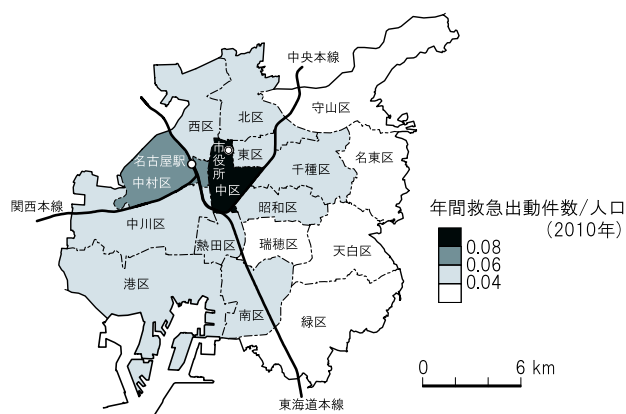 中央本線
守山区
北区
西区
名古屋駅
市役所
東区
名東区
千種区
中村区
中区
関西本線
昭和区
年間救急出動件数/人口
(2010年)
中川区
熱田区
瑞穂区
天白区
0.08
0.06
0.04
港区
南区
緑区
0 6 km
東海道本線